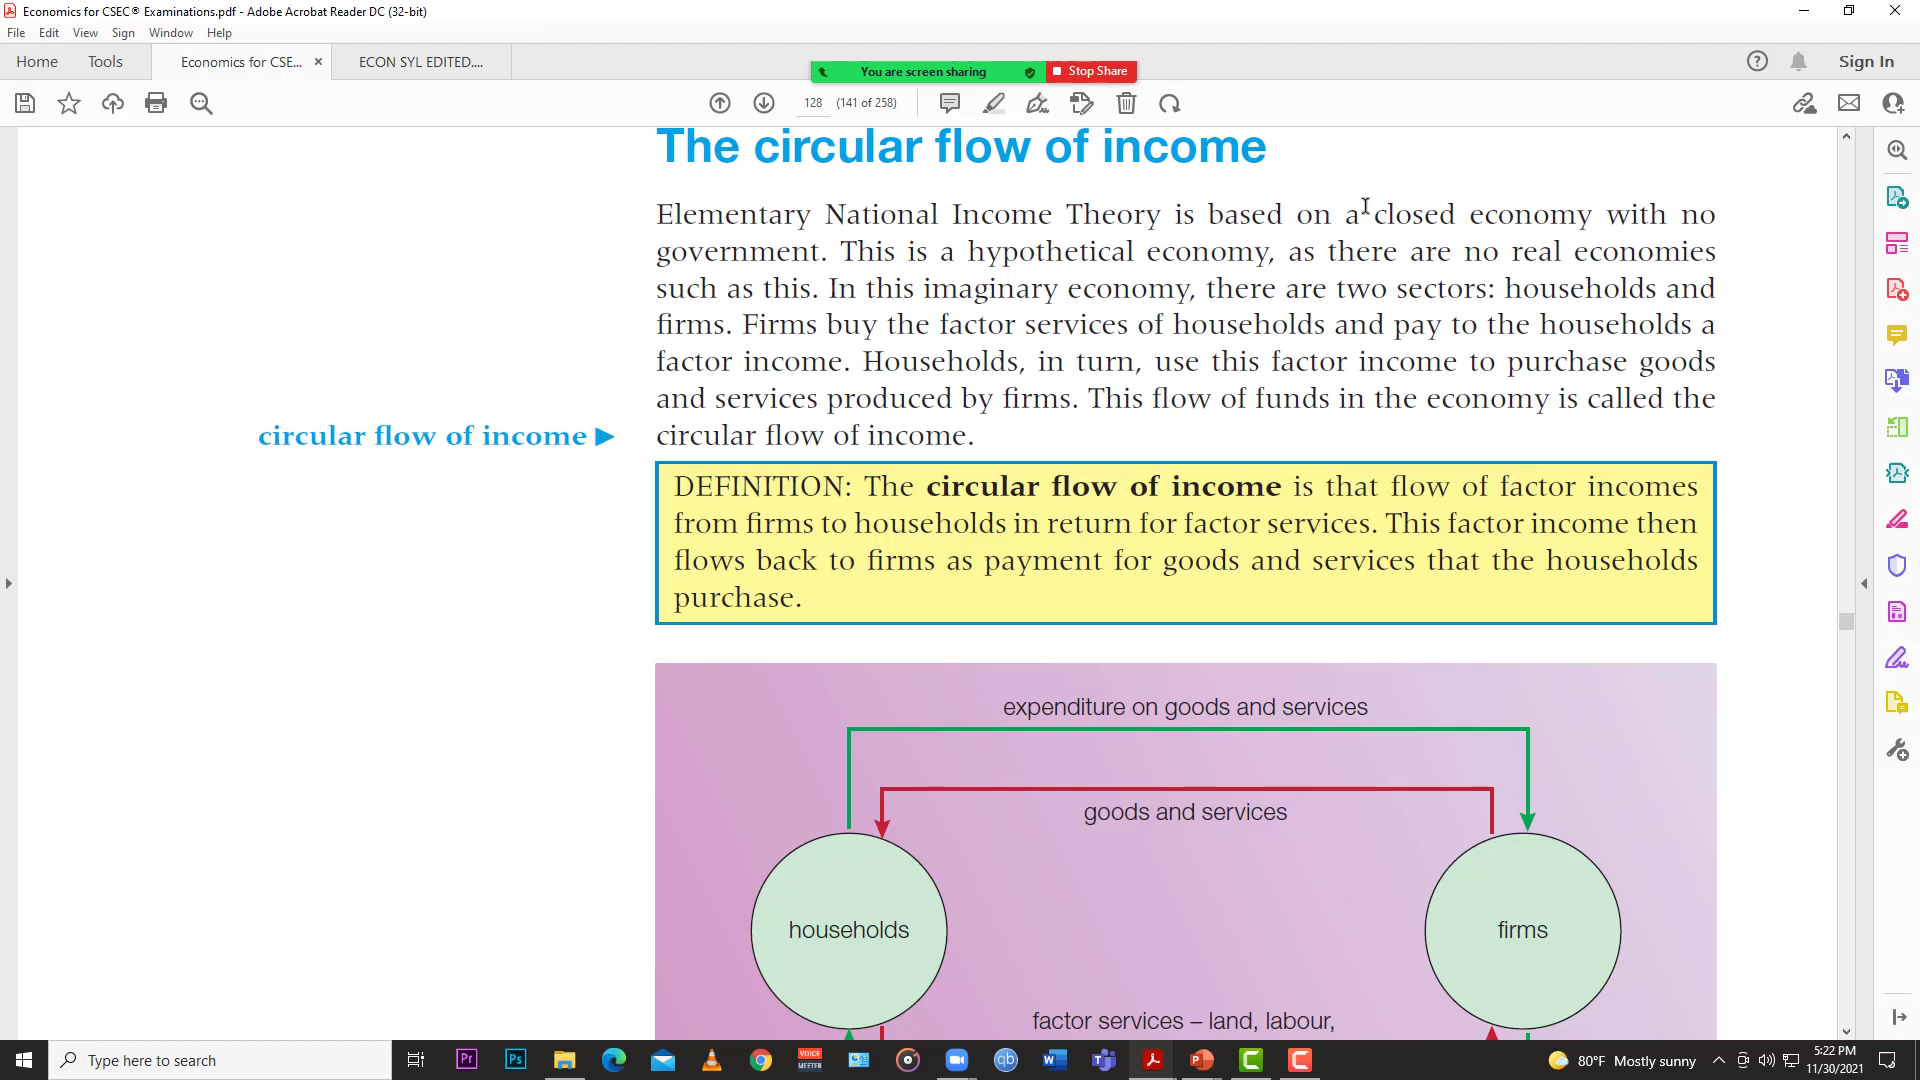 Economics for CSEC® Examinations.pdf - Adobe Acrobat Reader DC (32-bit)
File Edit View Sign Window Help
Home Tools Economics for CSE... × ECON SYL EDITED.... Sign In
You are screen sharing Stop Share
128 (141 of 258)
The circular flow of income
Elementary National Income Theory is based on a closed economy with no
government. This is a hypothetical economy, as there are no real economies
such as this. In this imaginary economy, there are two sectors: households and
firms. Firms buy the factor services of households and pay to the households a
factor income. Households, in turn, use this factor income to purchase goods
and services produced by firms. This flow of funds in the economy is called the
circular flow of income ▶ circular flow of income.
DEFINITION: The circular flow of income is that flow of factor incomes
from firms to households in return for factor services. This factor income then
flows back to firms as payment for goods and services that the households
purchase.
expenditure on goods and services
goods and services
households firms
factor services – land, labour,
Type here to search
Pr Ps VOICE MEETER qb
80°F Mostly sunny
5:22 PM
11/30/2021